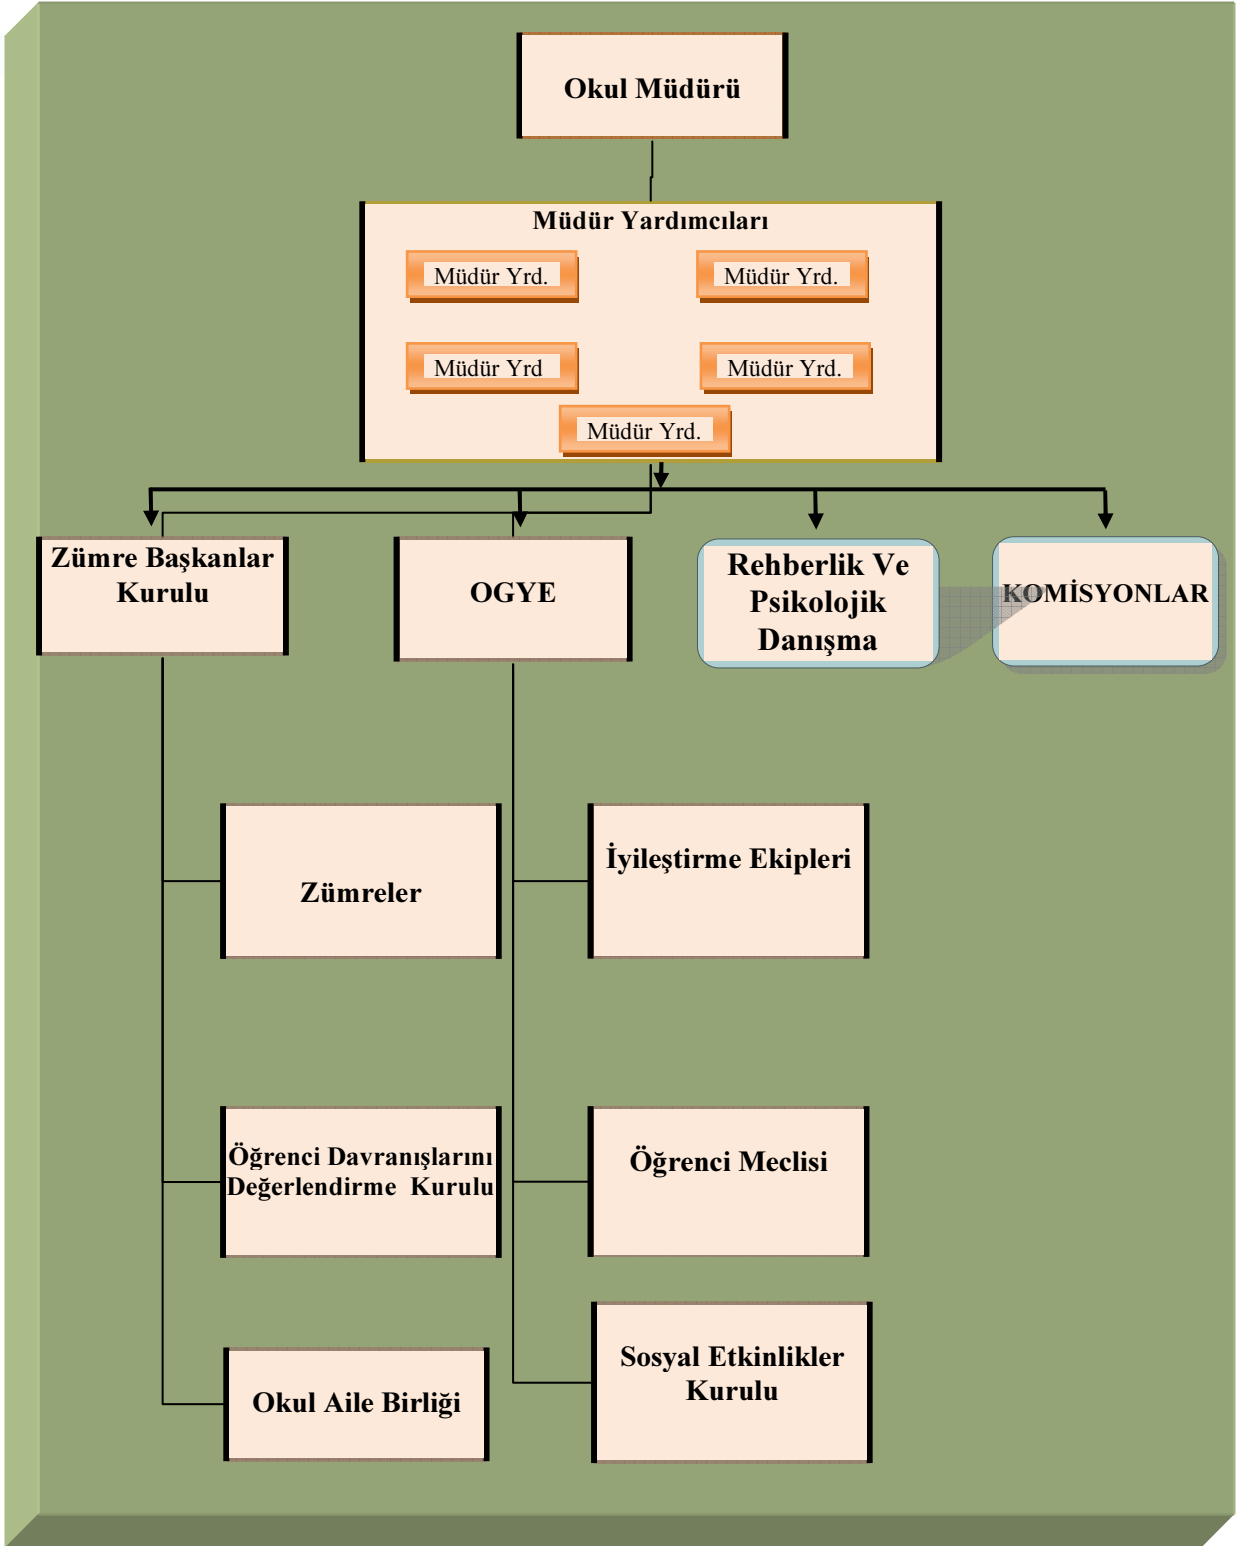 Okul Müdürü
Müdür Yardımcıları
Müdür Yrd.
Müdür Yrd.
Müdür Yrd
Müdür Yrd.
Müdür Yrd.
Zümre Başkanlar
Kurulu
OGYE
Rehberlik Ve
Psikolojik
Danışma
KOMİSYONLAR
Zümreler
İyileştirme Ekipleri
Öğrenci Davranışlarını
Değerlendirme Kurulu
Öğrenci Meclisi
Okul Aile Birliği
Sosyal Etkinlikler
Kurulu